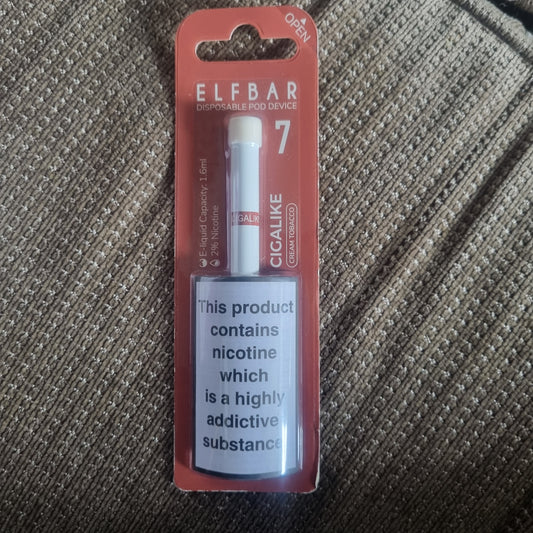 OPEN
ELFBAR
DISPOSABLE POD DEVICE
7
CIGALIKE
CREAM TOBACCO
E-liquid Capacity: 1.6ml
2% Nicotine
CIGALIKE
This product
contains
nicotine
which
is a highly
addictive
substance